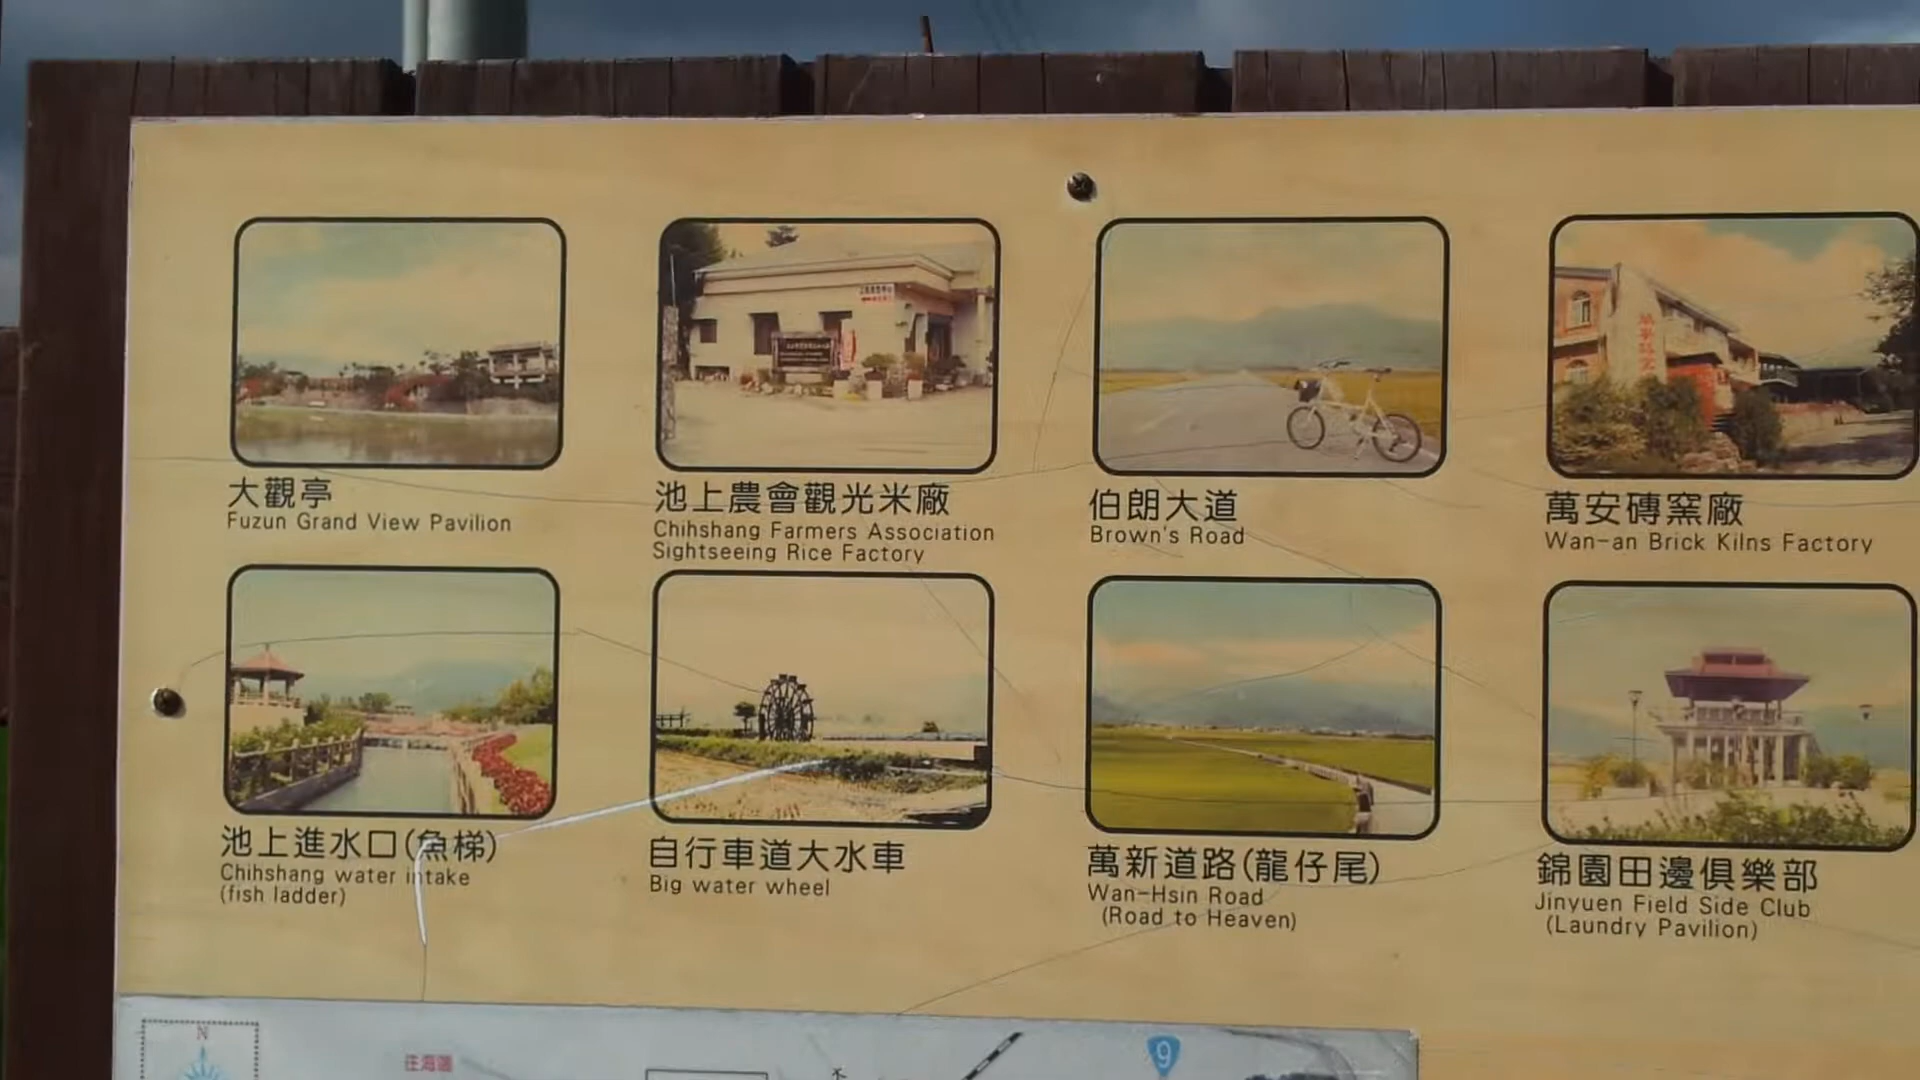 大觀亭
Fuzun Grand View Pavilion
池上農會觀光米廠
Chihshang Farmers Association
Sightseeing Rice Factory
伯朗大道
Brown's Road
萬安磚窯廠
Wan-an Brick Kilns Factory
池上進水口(魚梯)
Chihshang water intake
(fish ladder)
自行車道大水車
Big water wheel
萬新道路(龍仔尾)
Wan-Hsin Road
(Road to Heaven)
錦園田邊俱樂部
Jinyuen Field Side Club
(Laundry Pavilion)
N
往海端
9